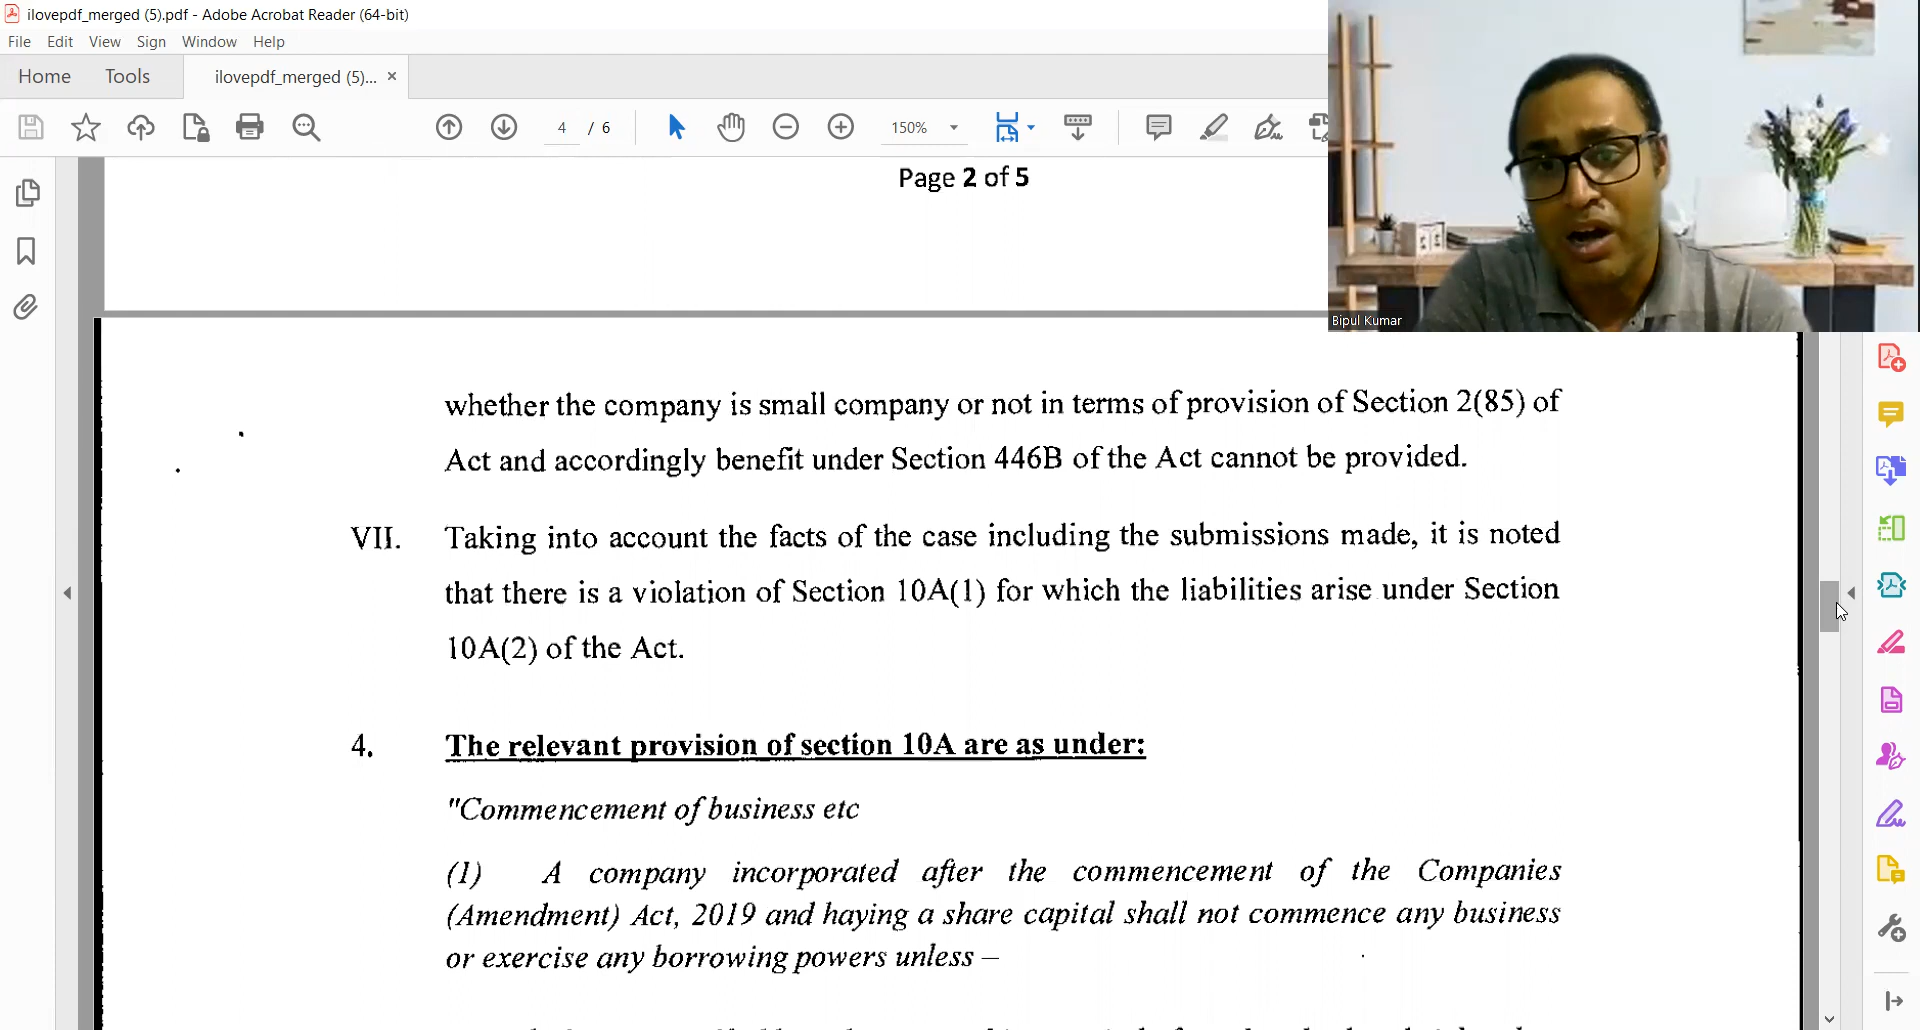 ilovepdf_merged (5).pdf - Adobe Acrobat Reader (64-bit)
File Edit View Sign Window Help
Home Tools ilovepdf_merged (5)... ×
4 / 6 150%
Page 2 of 5
Bipul Kumar
whether the company is small company or not in terms of provision of Section 2(85) of
Act and accordingly benefit under Section 446B of the Act cannot be provided.
VII. Taking into account the facts of the case including the submissions made, it is noted
that there is a violation of Section 10A(1) for which the liabilities arise under Section
10A(2) of the Act.
4. The relevant provision of section 10A are as under:
"Commencement of business etc
(1) A company incorporated after the commencement of the Companies
(Amendment) Act, 2019 and haying a share capital shall not commence any business
or exercise any borrowing powers unless –